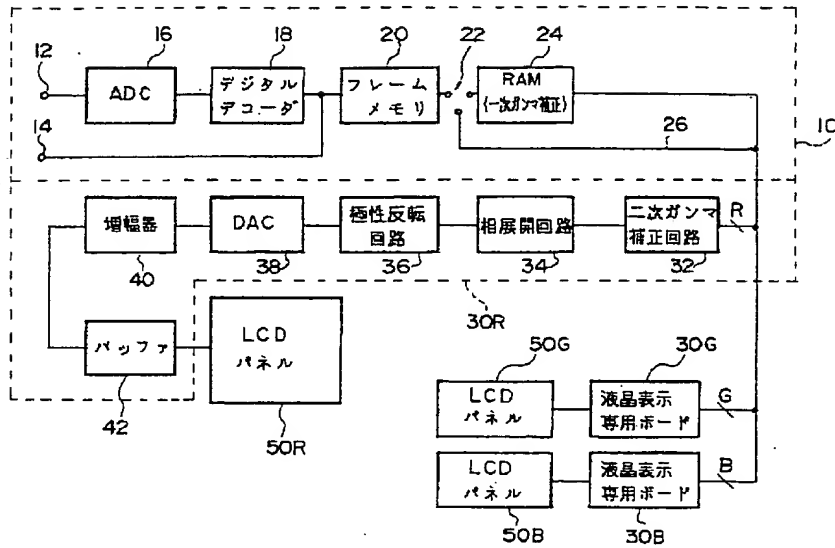 16
18
20
22
24
12
ADC
デジタル
デコーダ
フレーム
メモリ
RAM
(一次ガンマ補正)
14
26
10
増幅器
DAC
極性反転
回路
相展開回路
二次ガンマ
補正回路
R
40
38
36
34
32
30R
バッファ
LCD
パネル
42
50R
50G
30G
LCD
パネル
液晶表示
専用ボード
G
LCD
パネル
液晶表示
専用ボード
B
50B
30B